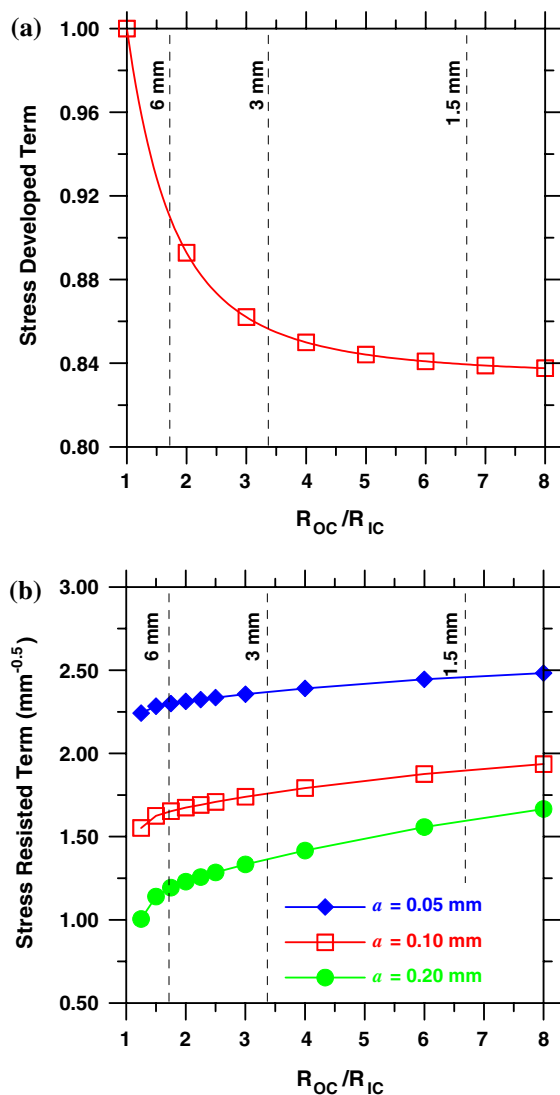 (a)
1.00
0.96
0.92
0.88
0.84
0.80
Stress Developed Term
6 mm
3 mm
1.5 mm
1 2 3 4 5 6 7 8
R_OC/R_IC
(b)
3.00
2.50
2.00
1.50
1.00
0.50
Stress Resisted Term (mm^-0.5)
6 mm
3 mm
1.5 mm
a = 0.05 mm
a = 0.10 mm
a = 0.20 mm
1 2 3 4 5 6 7 8
R_OC/R_IC